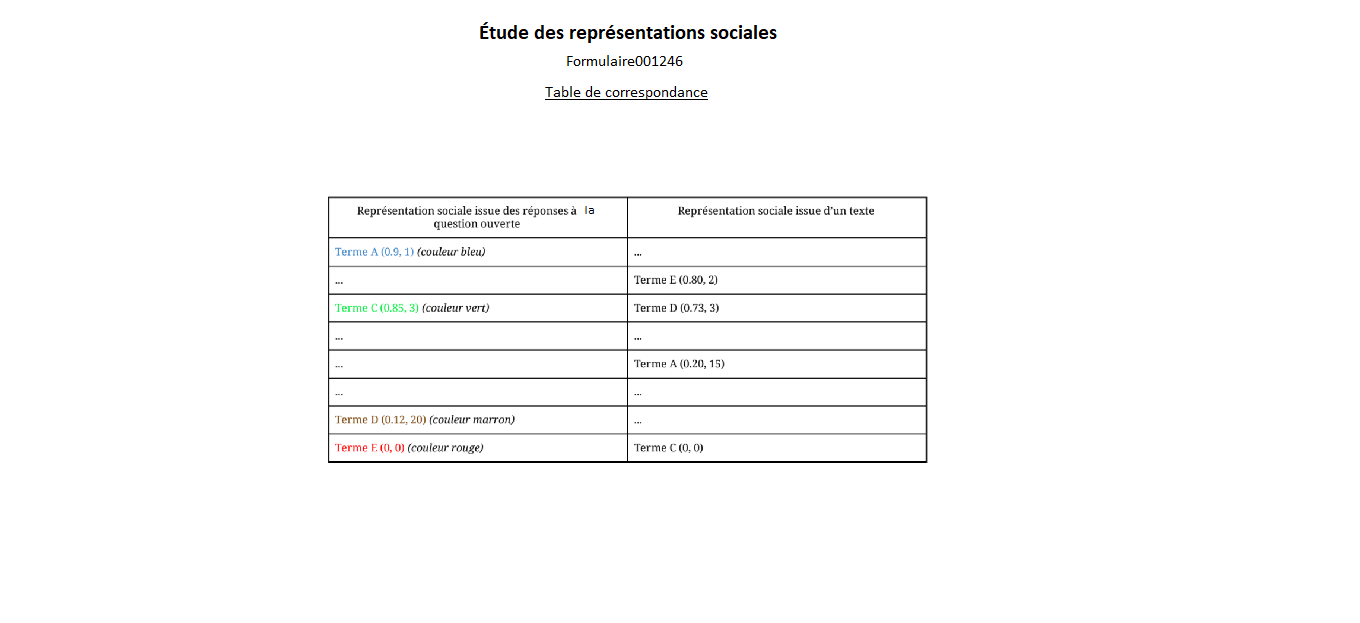 Étude des représentations sociales
Formulaire001246
Table de correspondance
Représentation sociale issue des réponses à la
question ouverte
Représentation sociale issue d'un texte
Terme A (0.9, 1) (couleur bleu)
...
...
Terme E (0.80, 2)
Terme C (0.85, 3) (couleur vert)
Terme D (0.73, 3)
...
...
...
Terme A (0.20, 15)
...
...
Terme D (0.12, 20) (couleur marron)
...
Terme E (0, 0) (couleur rouge)
Terme C (0, 0)